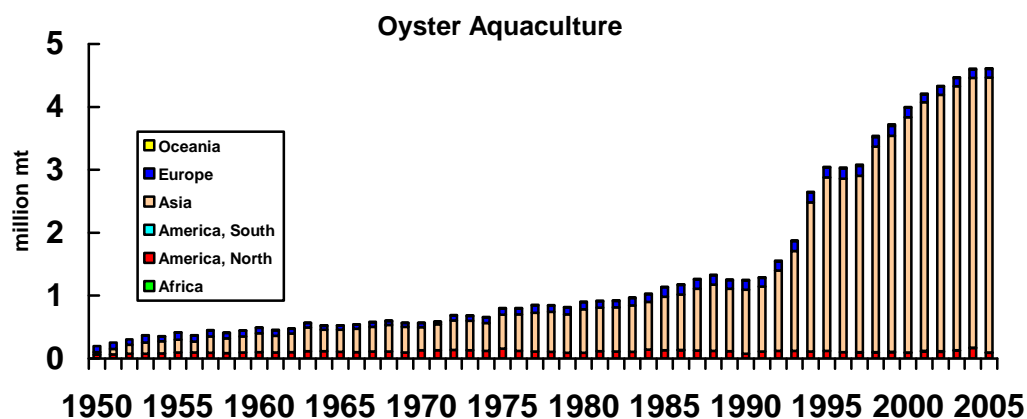 Oyster Aquaculture
5
4
3
2
1
0
million mt
Oceania
Europe
Asia
America, South
America, North
Africa
1950 1955 1960 1965 1970 1975 1980 1985 1990 1995 2000 2005